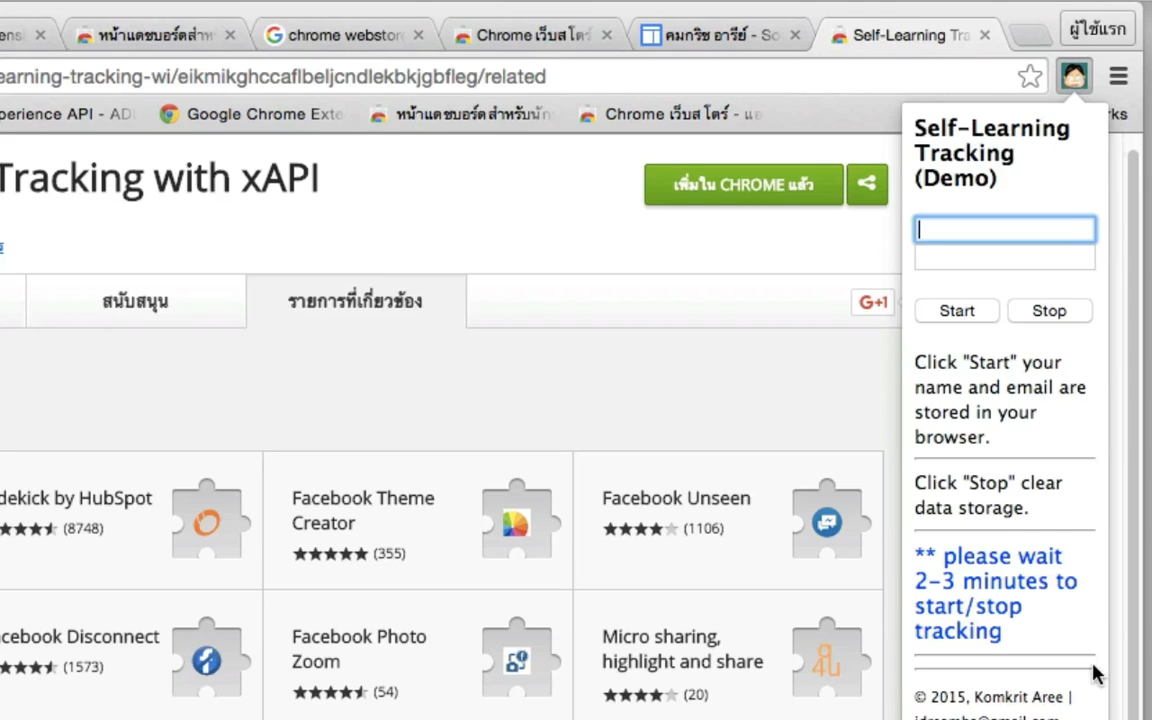 ensi
หน้าแดชบอร์ดสำห
chrome webstor
Chrome เว็บสโตร์
คมกริช อารีย์ - So
Self-Learning Tra
ผู้ใช้แรก
earning-tracking-wi/eikmikghccaflbeljcndlekbkjgbfleg/related
perience API - AD
Google Chrome Exte
หน้าแดชบอร์ดสำหรับนัก
Chrome เว็บสโตร์ - แอ
rks
Tracking with xAPI
เพิ่มใน CHROME แล้ว
สนับสนุน
รายการที่เกี่ยวข้อง
G+1
dekick by HubSpot
(8748)
Facebook Theme
Creator
(355)
Facebook Unseen
(1106)
acebook Disconnect
(1573)
Facebook Photo
Zoom
(54)
Micro sharing,
highlight and share
(20)
Self-Learning
Tracking
(Demo)
Start
Stop
Click "Start" your
name and email are
stored in your
browser.
Click "Stop" clear
data storage.
** please wait
2-3 minutes to
start/stop
tracking
© 2015, Komkrit Aree |